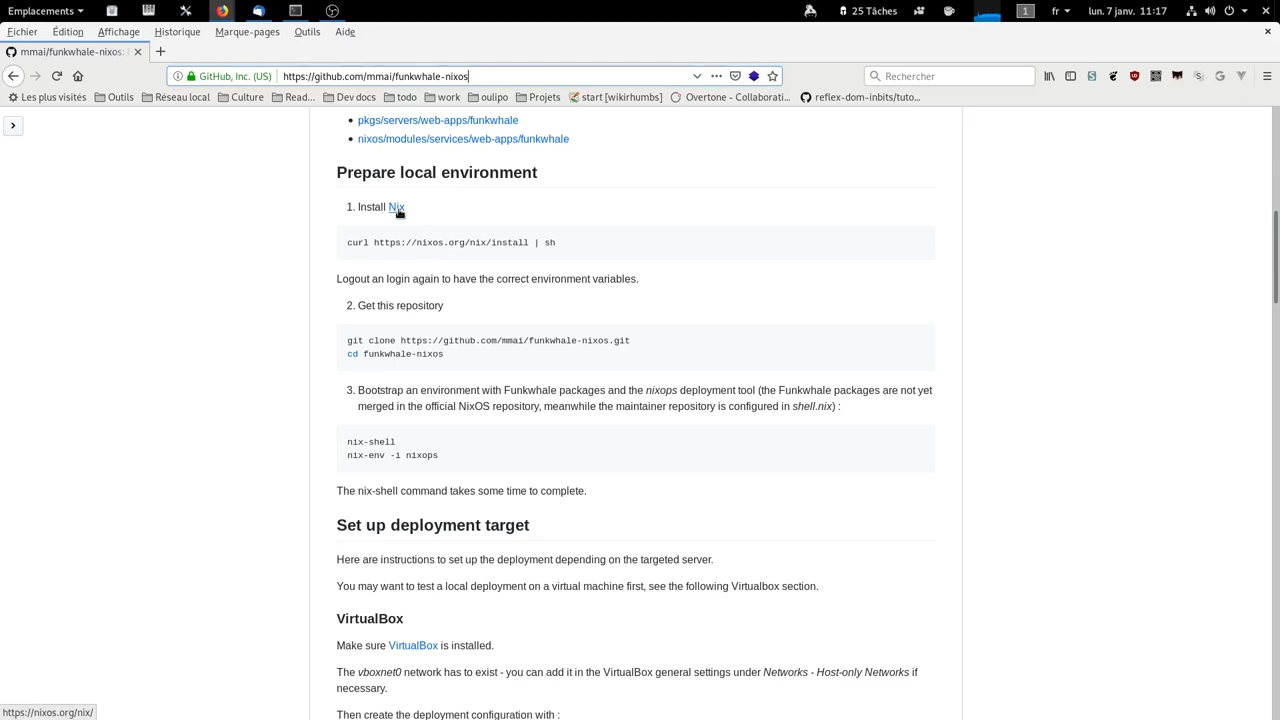 Emplacements
25 Tâches
1
fr
lun. 7 janv. 11:17
Fichier Édition Affichage Historique Marque-pages Outils Aide
mmai/funkwhale-nixos:
GitHub, Inc. (US) https://github.com/mmai/funkwhale-nixos
Rechercher
Les plus visités Outils Réseau local Culture Read... Dev docs todo work oulipo Projets start [wikirhumbs] Overtone - Collaborati... reflex-dom-inbits/tuto...
• pkgs/servers/web-apps/funkwhale
• nixos/modules/services/web-apps/funkwhale
Prepare local environment
1. Install Nix
curl https://nixos.org/nix/install | sh
Logout an login again to have the correct environment variables.
2. Get this repository
git clone https://github.com/mmai/funkwhale-nixos.git
cd funkwhale-nixos
3. Bootstrap an environment with Funkwhale packages and the nixops deployment tool (the Funkwhale packages are not yet
merged in the official NixOS repository, meanwhile the maintainer repository is configured in shell.nix) :
nix-shell
nix-env -i nixops
The nix-shell command takes some time to complete.
Set up deployment target
Here are instructions to set up the deployment depending on the targeted server.
You may want to test a local deployment on a virtual machine first, see the following Virtualbox section.
VirtualBox
Make sure VirtualBox is installed.
The vboxnet0 network has to exist - you can add it in the VirtualBox general settings under Networks - Host-only Networks if
necessary.
Then create the deployment configuration with :
https://nixos.org/nix/